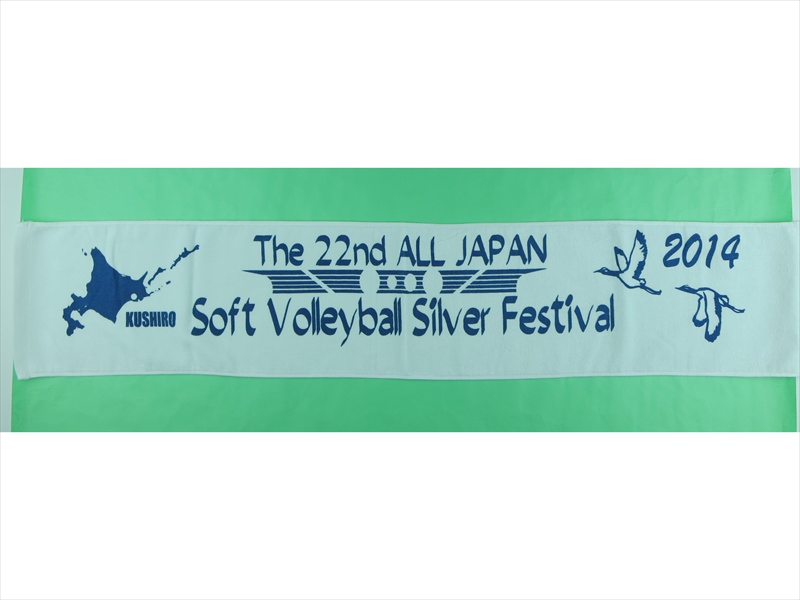 The 22nd ALL JAPAN
2014
KUSHIRO
Soft Volleyball Silver Festival